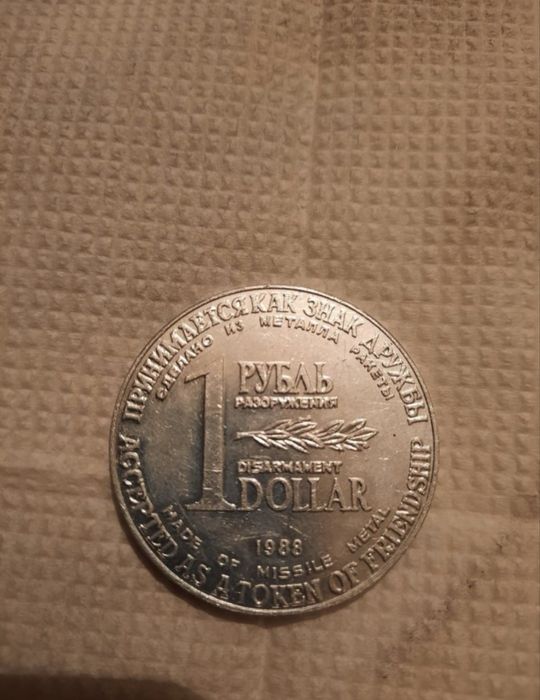 ПРИНИМАЕТСЯ КАК ЗНАК ДРУЖБЫ
СДЕЛАНО ИЗ МЕТАЛЛА РАКЕТЫ
1
РУБЛЬ
РАЗОРУЖЕНИЯ
DISARMAMENT
DOLLAR
1988
MADE OF MISSILE METAL
ACCEPTED AS A TOKEN OF FRIENDSHIP